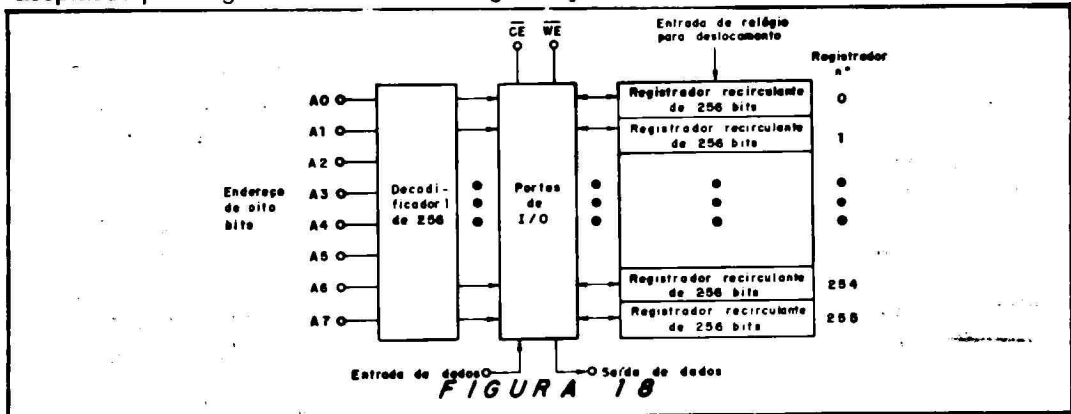 CE WE
Entrada de relógio
para deslocamento
Registrador
n°
A0
A1
A2
A3
A4
A5
A6
A7
Endereço
de oito
bits
Decodi-
ficador 1
de 256
Portas
de
I/O
Registrador recirculante
de 256 bits
0
Registrador recirculante
de 256 bits
1
Registrador recirculante
de 256 bits
254
Registrador recirculante
de 256 bits
255
Entrada de dados
Saída de dados
FIGURA 18